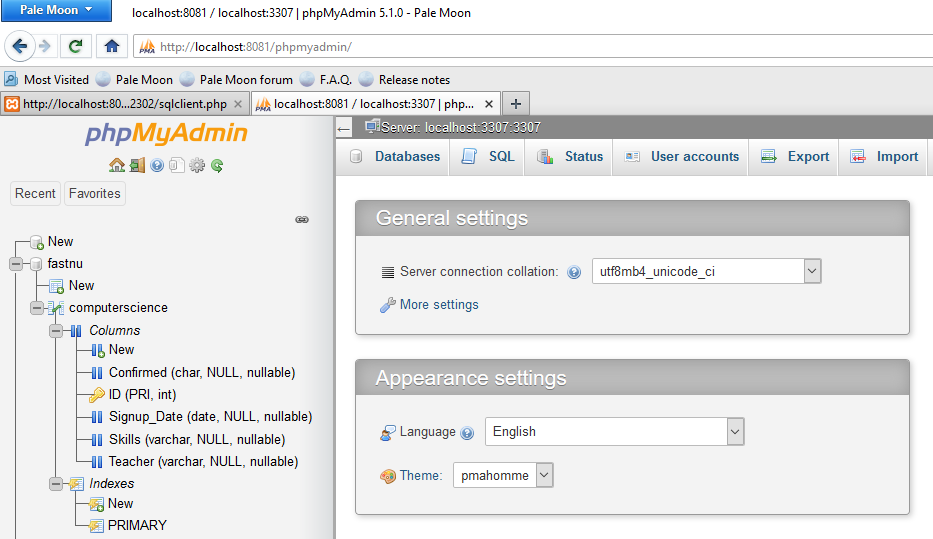 Pale Moon
localhost:8081 / localhost:3307 | phpMyAdmin 5.1.0 - Pale Moon
PMA http://localhost:8081/phpmyadmin/
Most Visited Pale Moon Pale Moon forum F.A.Q. Release notes
http://localhost:80...2302/sqlclient.php × PMA localhost:8081 / localhost:3307 | php... × +
phpMyAdmin
Server: localhost:3307:3307
Databases SQL Status User accounts Export Import
Recent Favorites
New
fastnu
New
computerscience
Columns
New
Confirmed (char, NULL, nullable)
ID (PRI, int)
Signup_Date (date, NULL, nullable)
Skills (varchar, NULL, nullable)
Teacher (varchar, NULL, nullable)
Indexes
New
PRIMARY
General settings
Server connection collation: utf8mb4_unicode_ci
More settings
Appearance settings
Language English
Theme: pmahomme